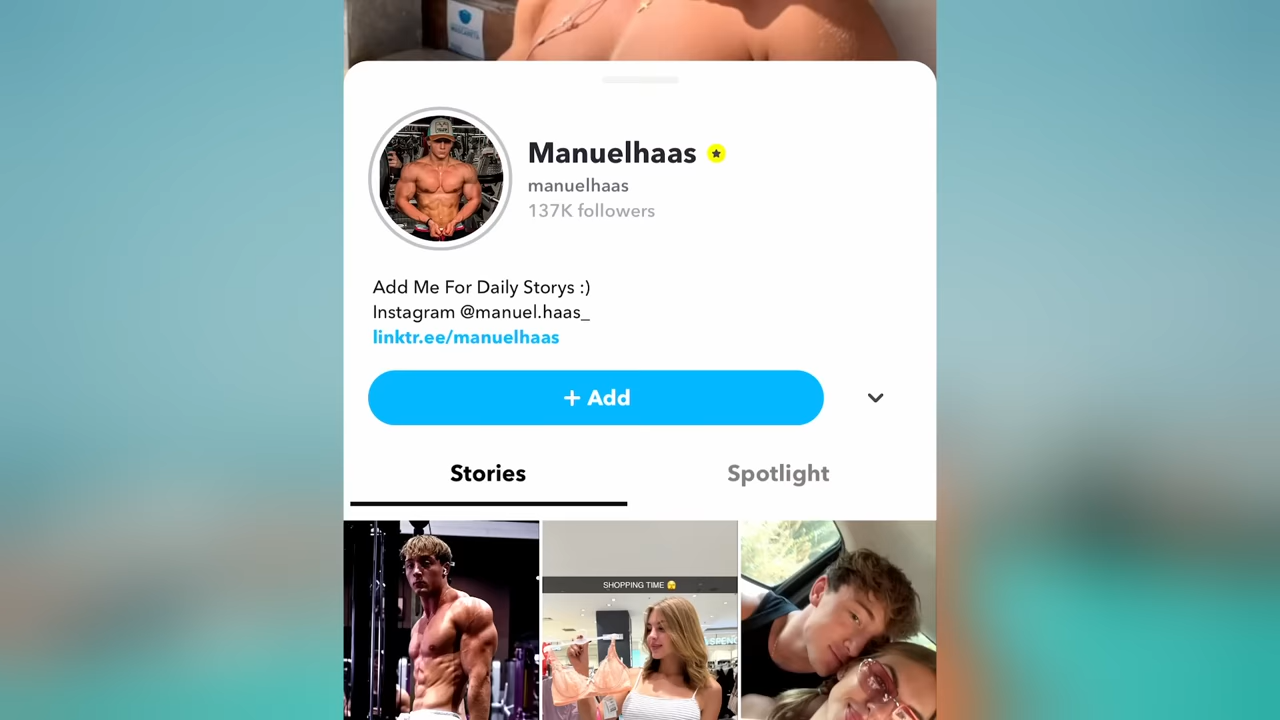 Manuelhaas
manuelhaas
137K followers
Add Me For Daily Storys :)
Instagram @manuel.haas_
linktr.ee/manuelhaas
+ Add
Stories
Spotlight
SHOPPING TIME 🫣